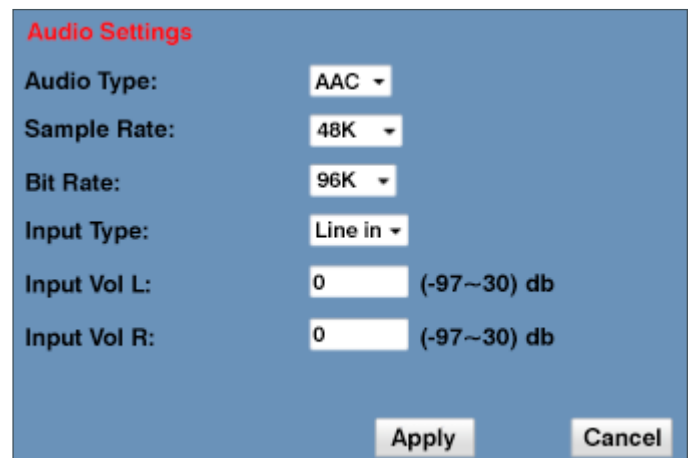 Audio Settings
Audio Type: AAC
Sample Rate: 48K
Bit Rate: 96K
Input Type: Line in
Input Vol L: 0 (-97~30) db
Input Vol R: 0 (-97~30) db
Apply Cancel